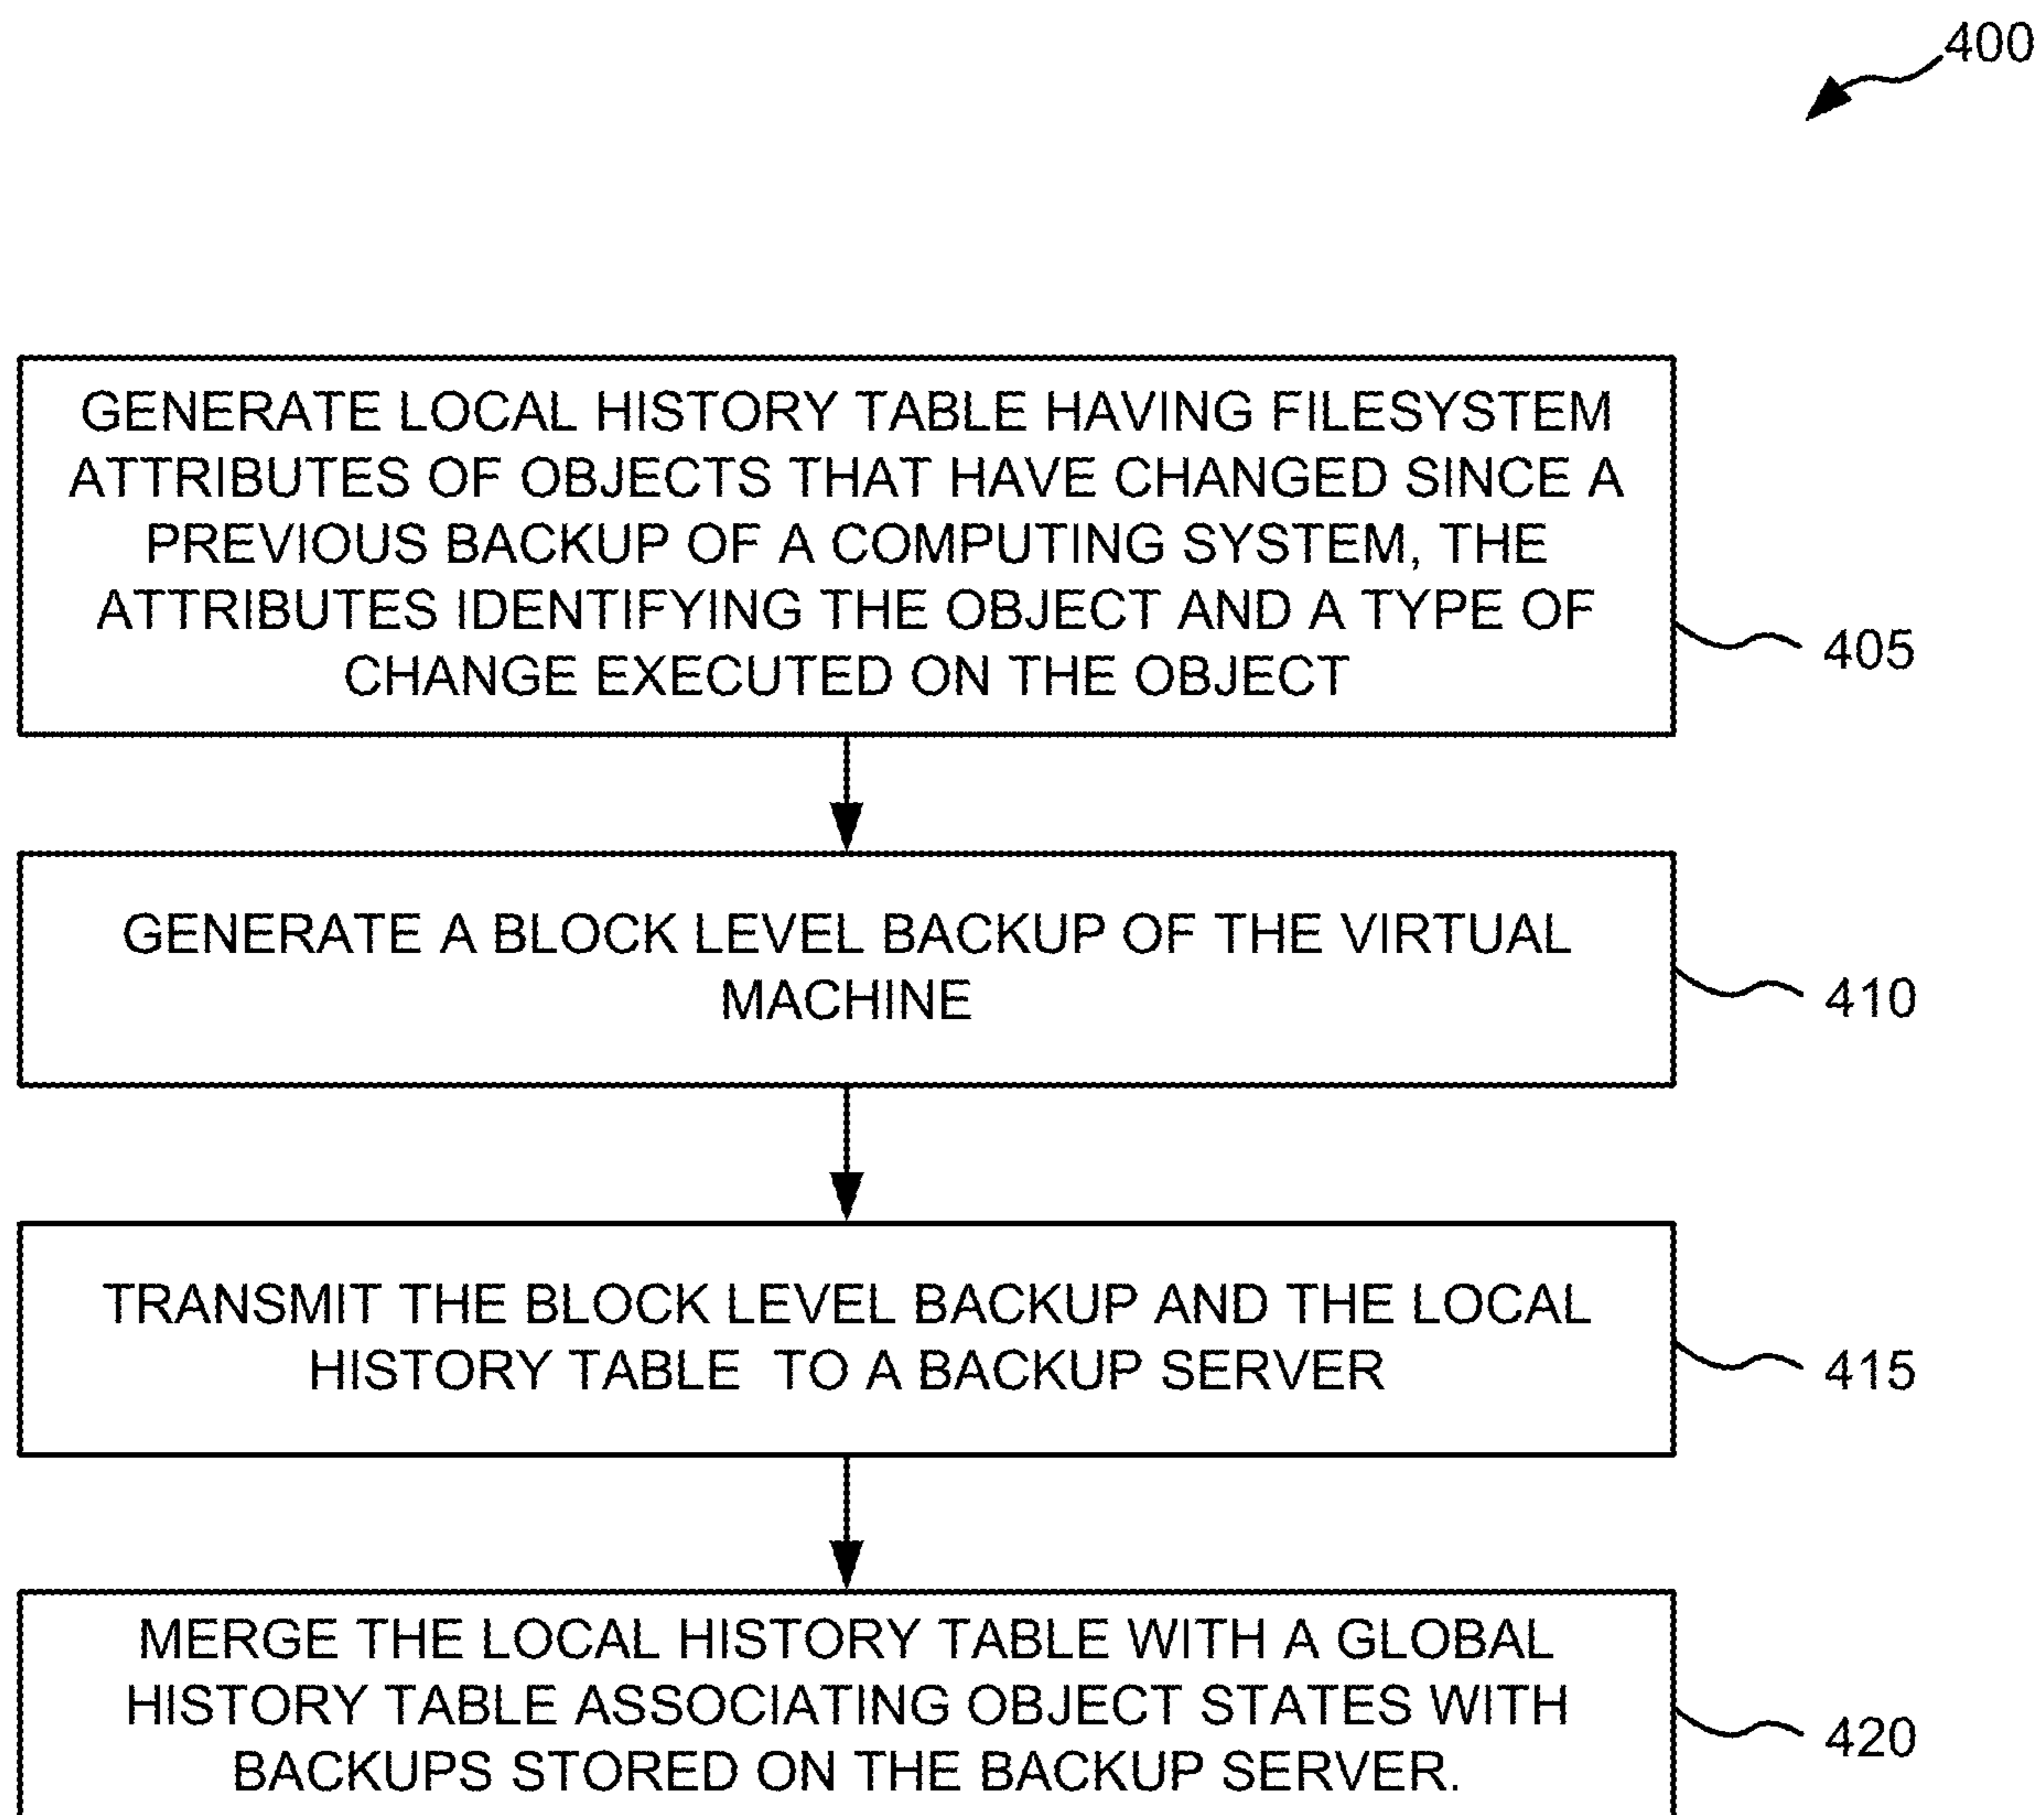 400
GENERATE LOCAL HISTORY TABLE HAVING FILESYSTEM
ATTRIBUTES OF OBJECTS THAT HAVE CHANGED SINCE A
PREVIOUS BACKUP OF A COMPUTING SYSTEM, THE
ATTRIBUTES IDENTIFYING THE OBJECT AND A TYPE OF
CHANGE EXECUTED ON THE OBJECT
405
GENERATE A BLOCK LEVEL BACKUP OF THE VIRTUAL
MACHINE
410
TRANSMIT THE BLOCK LEVEL BACKUP AND THE LOCAL
HISTORY TABLE TO A BACKUP SERVER
415
MERGE THE LOCAL HISTORY TABLE WITH A GLOBAL
HISTORY TABLE ASSOCIATING OBJECT STATES WITH
BACKUPS STORED ON THE BACKUP SERVER.
420